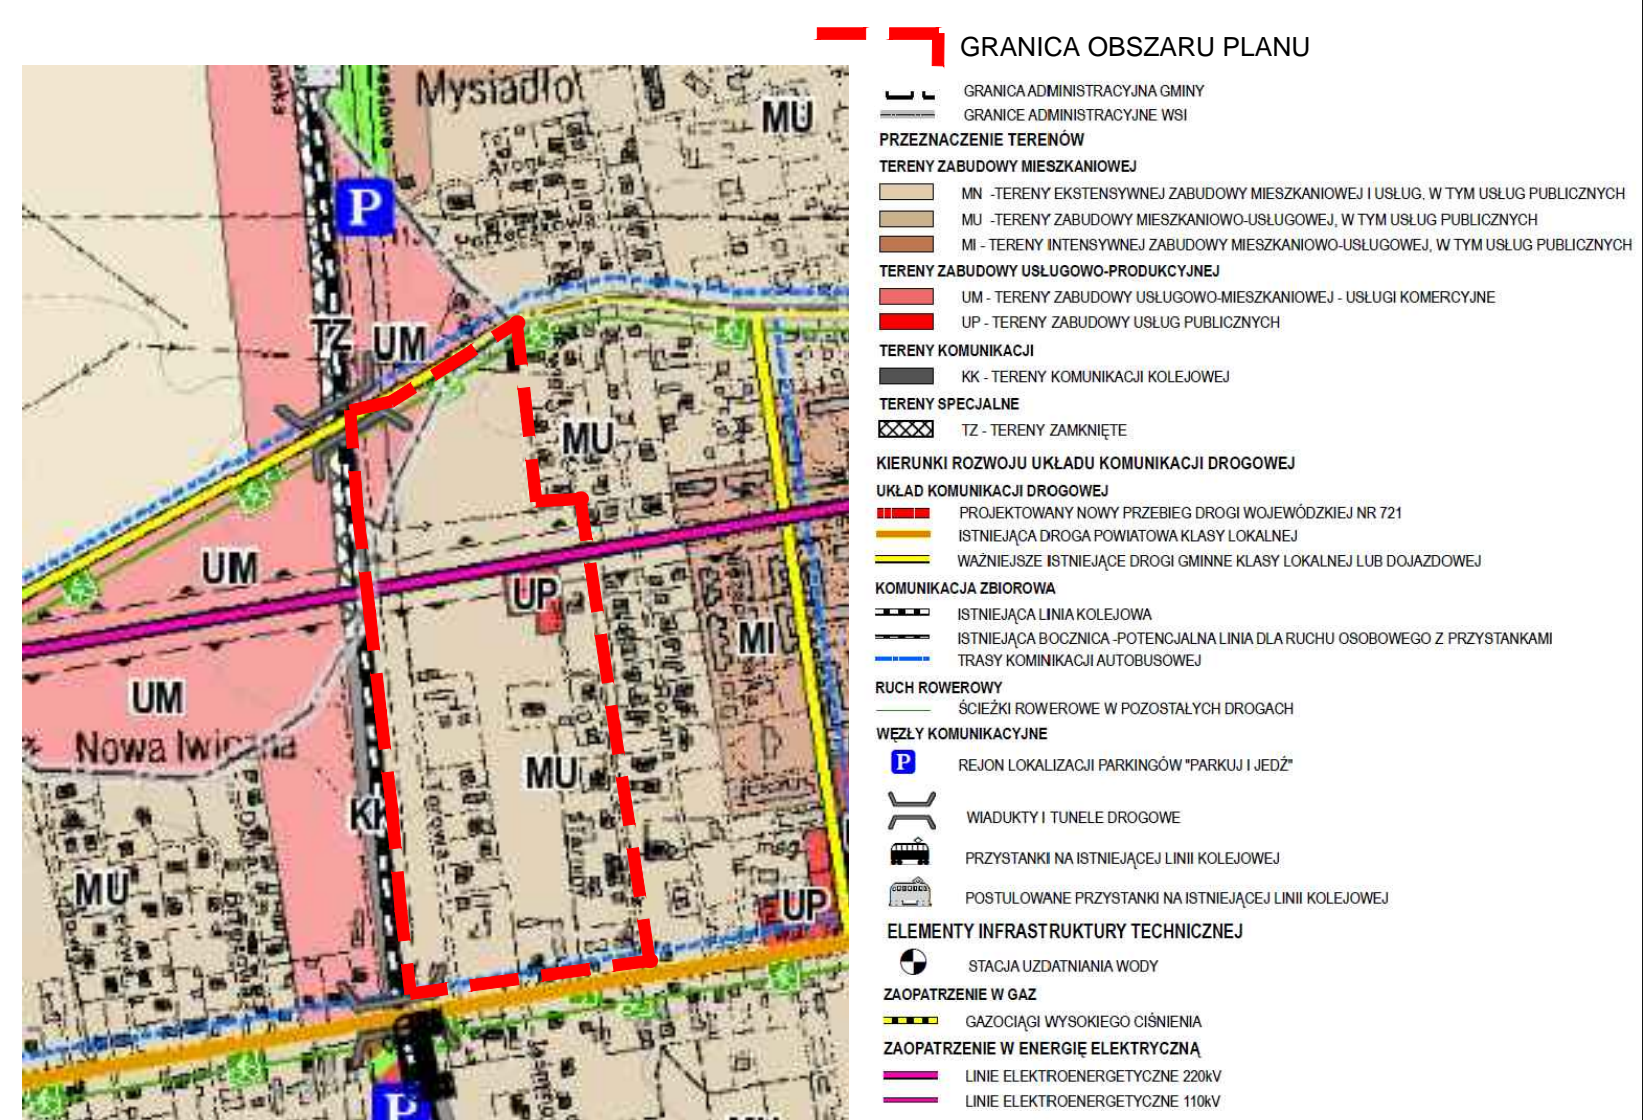 GRANICA OBSZARU PLANU
GRANICA ADMINISTRACYJNA GMINY
GRANICE ADMINISTRACYJNE WSI
PRZEZNACZENIE TERENÓW
TERENY ZABUDOWY MIESZKANIOWEJ
MN -TERENY EKSTENSYWNEJ ZABUDOWY MIESZKANIOWEJ I USŁUG, W TYM USŁUG PUBLICZNYCH
MU -TERENY ZABUDOWY MIESZKANIOWO-USŁUGOWEJ, W TYM USŁUG PUBLICZNYCH
MI - TERENY INTENSYWNEJ ZABUDOWY MIESZKANIOWO-USŁUGOWEJ, W TYM USŁUG PUBLICZNYCH
TERENY ZABUDOWY USŁUGOWO-PRODUKCYJNEJ
UM - TERENY ZABUDOWY USŁUGOWO-MIESZKANIOWEJ - USŁUGI KOMERCYJNE
UP - TERENY ZABUDOWY USŁUG PUBLICZNYCH
TERENY KOMUNIKACJI
KK - TERENY KOMUNIKACJI KOLEJOWEJ
TERENY SPECJALNE
TZ - TERENY ZAMKNIĘTE
KIERUNKI ROZWOJU UKŁADU KOMUNIKACJI DROGOWEJ
UKŁAD KOMUNIKACJI DROGOWEJ
PROJEKTOWANY NOWY PRZEBIEG DROGI WOJEWÓDZKIEJ NR 721
ISTNIEJĄCA DROGA POWIATOWA KLASY LOKALNEJ
WAŻNIEJSZE ISTNIEJĄCE DROGI GMINNE KLASY LOKALNEJ LUB DOJAZDOWEJ
KOMUNIKACJA ZBIOROWA
ISTNIEJĄCA LINIA KOLEJOWA
ISTNIEJĄCA BOCZNICA -POTENCJALNA LINIA DLA RUCHU OSOBOWEGO Z PRZYSTANKAMI
TRASY KOMINIKACJI AUTOBUSOWEJ
RUCH ROWEROWY
ŚCIEŻKI ROWEROWE W POZOSTAŁYCH DROGACH
WĘZŁY KOMUNIKACYJNE
P REJON LOKALIZACJI PARKINGÓW "PARKUJ I JEDŹ"
WIADUKTY I TUNELE DROGOWE
PRZYSTANKI NA ISTNIEJĄCEJ LINII KOLEJOWEJ
POSTULOWANE PRZYSTANKI NA ISTNIEJĄCEJ LINII KOLEJOWEJ
ELEMENTY INFRASTRUKTURY TECHNICZNEJ
STACJA UZDATNIANIA WODY
ZAOPATRZENIE W GAZ
GAZOCIĄGI WYSOKIEGO CIŚNIENIA
ZAOPATRZENIE W ENERGIĘ ELEKTRYCZNĄ
LINIE ELEKTROENERGETYCZNE 220kV
LINIE ELEKTROENERGETYCZNE 110kV
Mysiadło
MU
P
TZ
UM
MU
UM
UP
MI
UM
Nowa Iwiczna
MU
KK
MU
UP
P